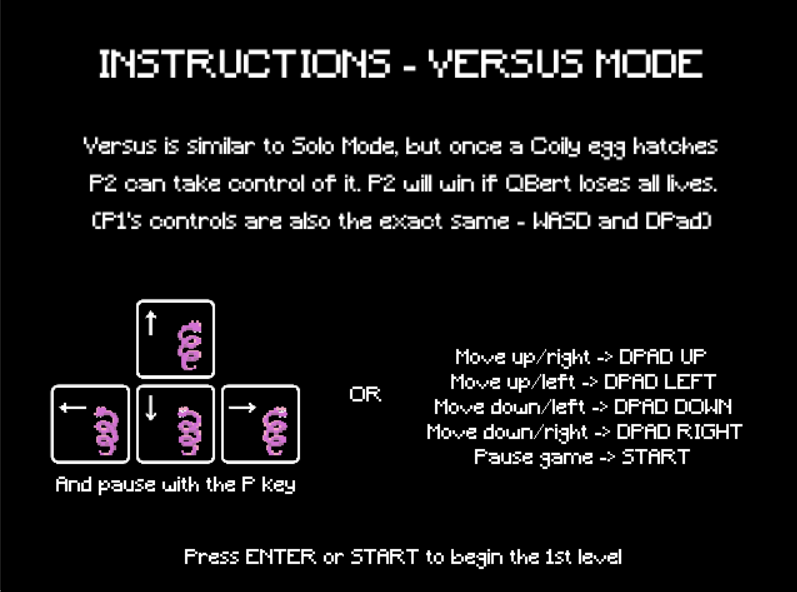 INSTRUCTIONS - VERSUS MODE
Versus is similar to Solo Mode, but once a Coily egg hatches
P2 can take control of it. P2 will win if QBert loses all lives.
(P1's controls are also the exact same - WASD and DPad)
↑
← ↓ →
And pause with the P key
OR
Move up/right -> DPAD UP
Move up/left -> DPAD LEFT
Move down/left -> DPAD DOWN
Move down/right -> DPAD RIGHT
Pause game -> START
Press ENTER or START to begin the 1st level